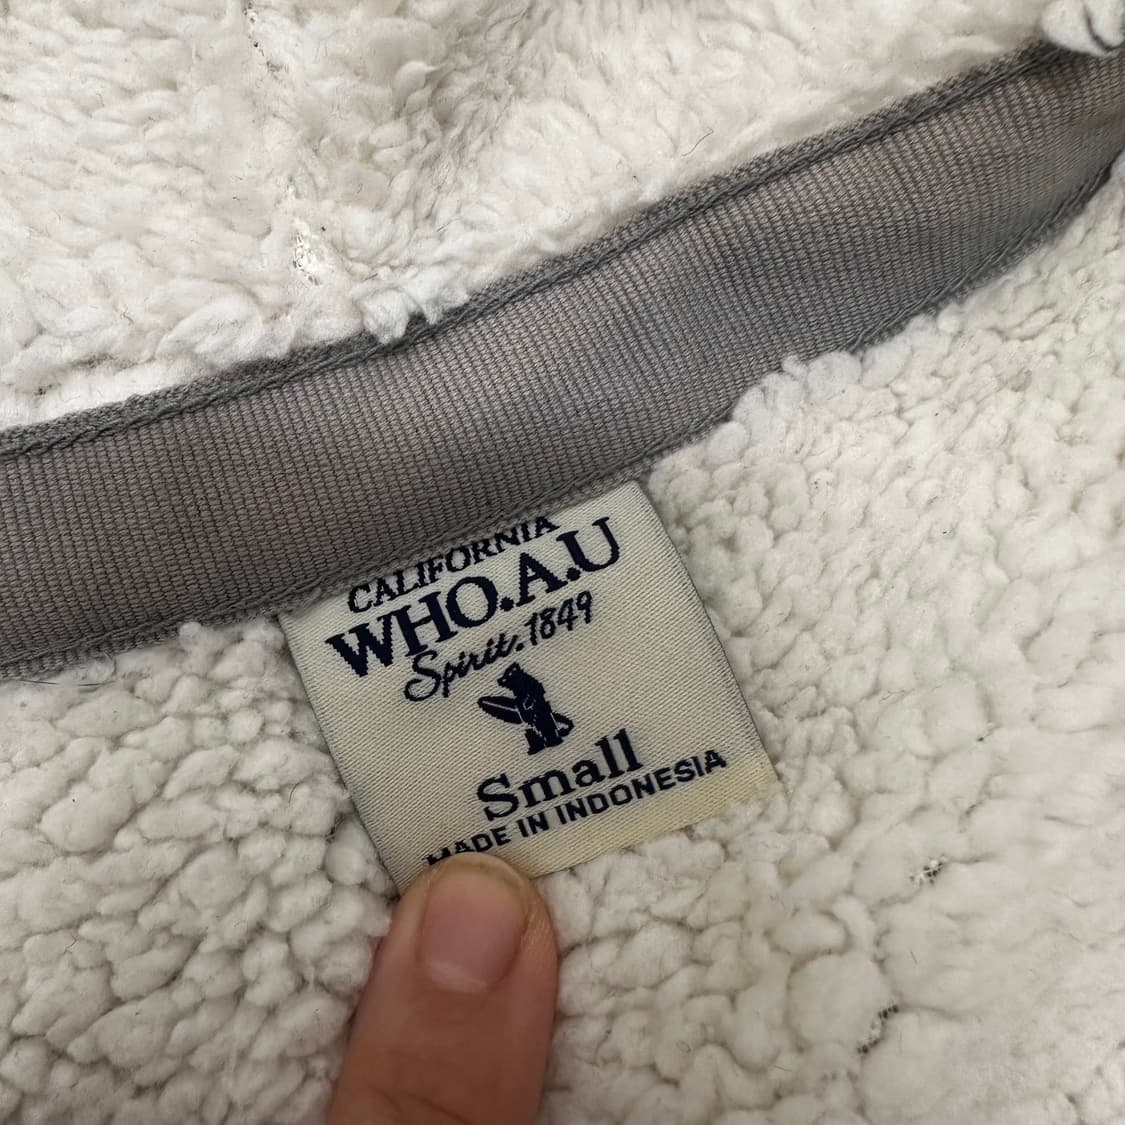 CALIFORNIA
WHO.A.U
Spirit.1849
Small
MADE IN INDONESIA